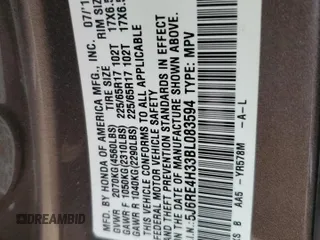 MFD. BY HONDA OF AMERICA MFG., INC. 07/1
TIRE SIZE RIM SIZE
GVWR 2070KG(4560LBS) 225/65R17 102T 17X6.5
GAWR F 1050KG(2310LBS) 225/65R17 102T 17X6.5
GAWR R 1040KG(2290LBS)
THIS VEHICLE CONFORMS TO ALL APPLICABLE
FEDERAL MOTOR VEHICLE SAFETY AND THEFT
PREVENTION STANDARDS IN EFFECT ON THE DATE
OF MANUFACTURE SHOWN ABOVE.
V.I.N.: 5J6RE4H33BL083594 TYPE: MPV
AA5 -YR578M -A-L
DREAMBID